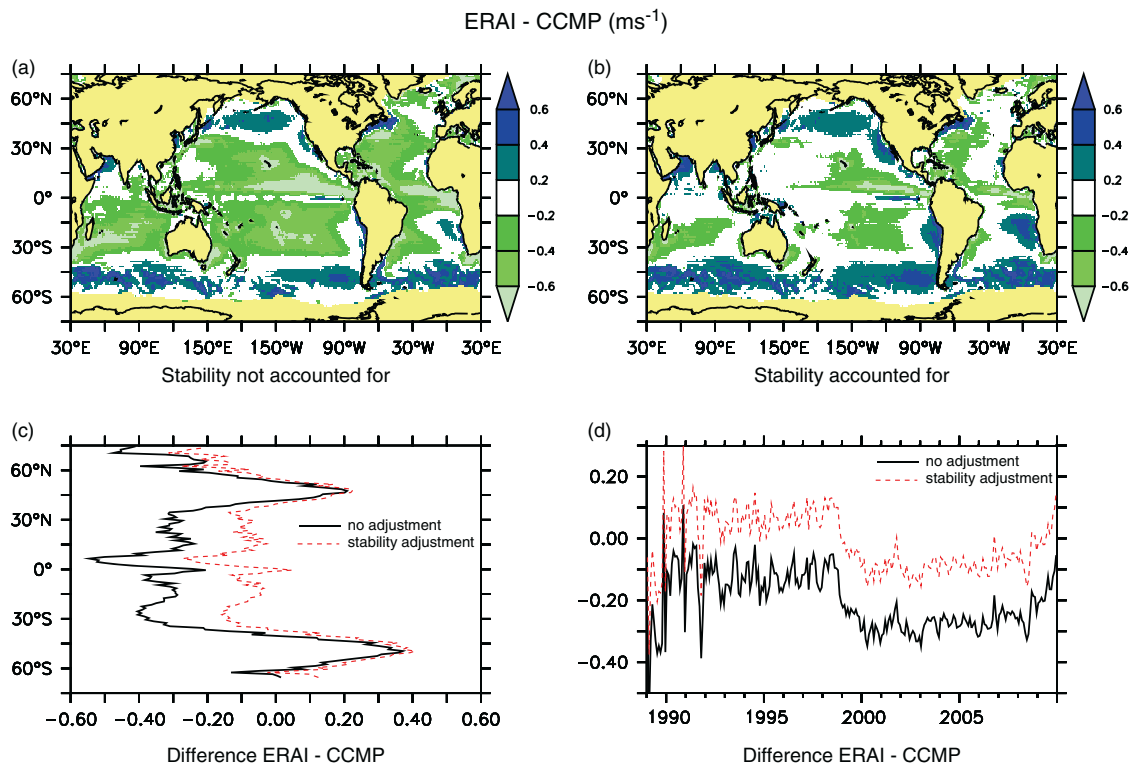 ERAI - CCMP (ms-1)
(a)
60°N
30°N
0°
30°S
60°S
30°E 90°E 150°E 150°W 90°W 30°W 30°E
0.6
0.4
0.2
−0.2
−0.4
−0.6
Stability not accounted for
(b)
60°N
30°N
0°
30°S
60°S
30°E 90°E 150°E 150°W 90°W 30°W 30°E
0.6
0.4
0.2
−0.2
−0.4
−0.6
Stability accounted for
(c)
60°N
30°N
0°
30°S
60°S
no adjustment
stability adjustment
−0.60 −0.40 −0.20 0.00 0.20 0.40 0.60
Difference ERAI - CCMP
(d)
0.20
0.00
−0.20
−0.40
no adjustment
stability adjustment
1990 1995 2000 2005
Difference ERAI - CCMP